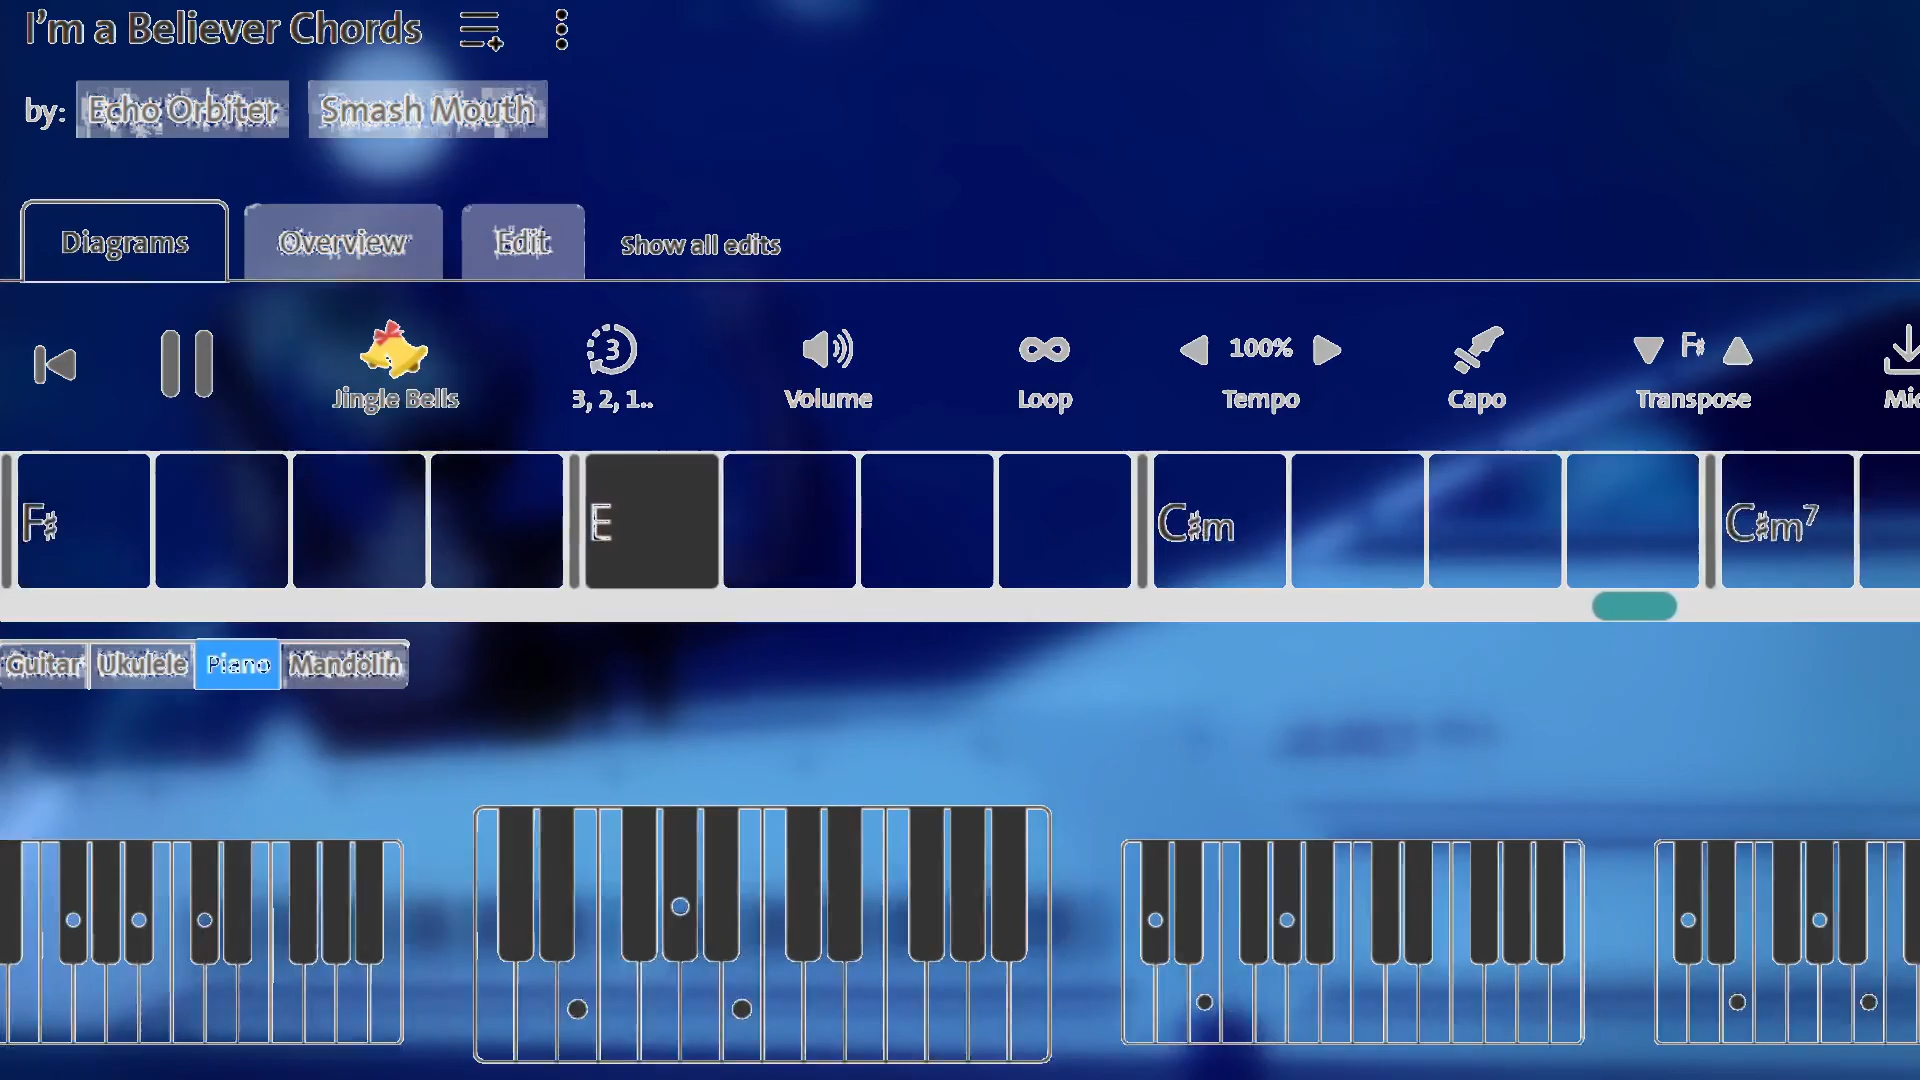 I'm a Believer Chords
by: Echo Orbiter Smash Mouth
Diagrams Overview Edit Show all edits
3 100% F♯
Jingle Bells 3, 2, 1.. Volume Loop Tempo Capo Transpose
F♯ E C♯m C♯m7
Guitar Ukulele Piano Mandolin